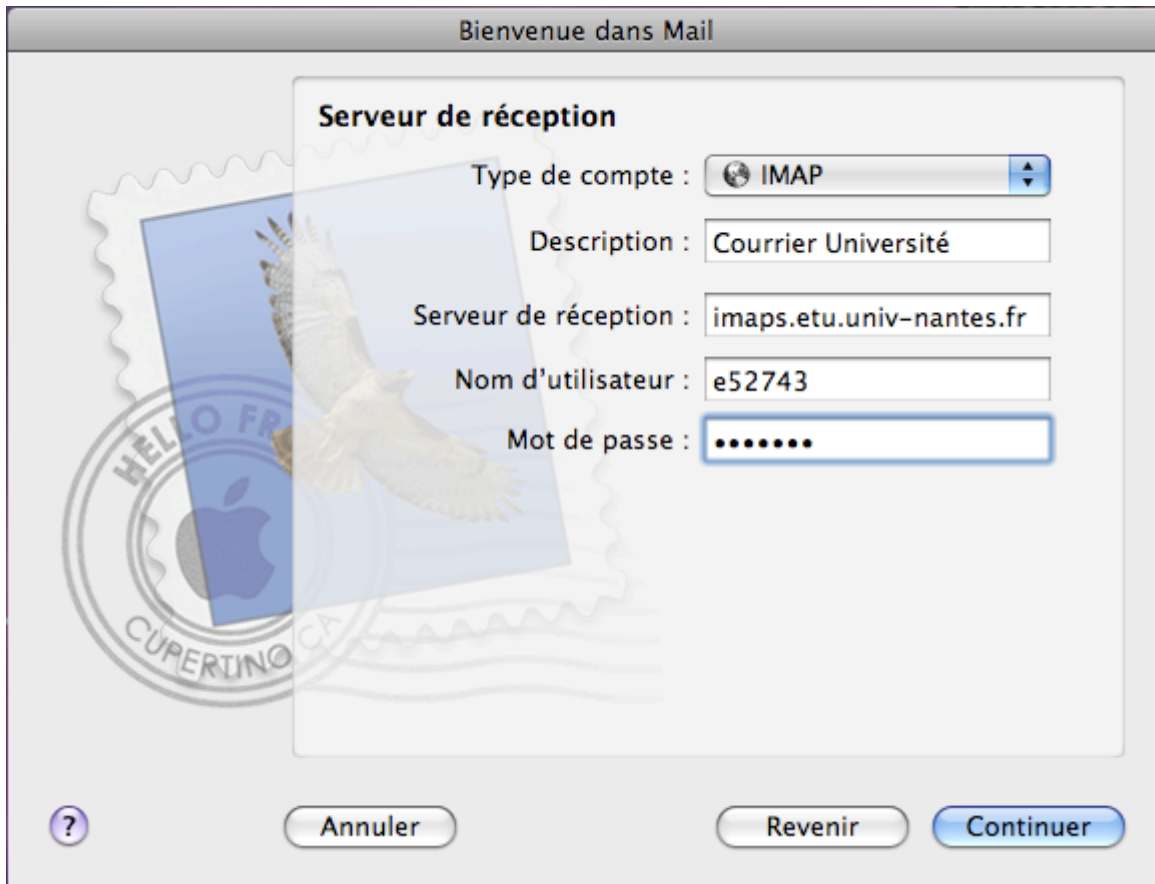 Bienvenue dans Mail
Serveur de réception
Type de compte : IMAP
Description : Courrier Université
Serveur de réception : imaps.etu.univ-nantes.fr
Nom d'utilisateur : e52743
Mot de passe : •••••••
HELLO FR
CUPERTINO CA
?
Annuler
Revenir
Continuer